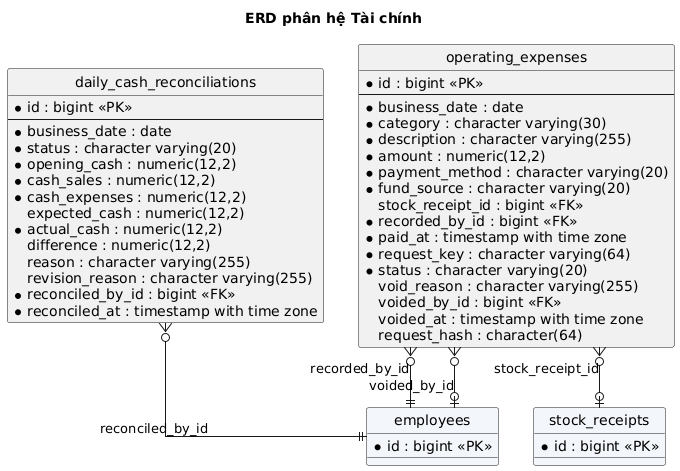 ERD phân hệ Tài chính
daily_cash_reconciliations
id : bigint «PK»
business_date : date
status : character varying(20)
opening_cash : numeric(12,2)
cash_sales : numeric(12,2)
cash_expenses : numeric(12,2)
expected_cash : numeric(12,2)
actual_cash : numeric(12,2)
difference : numeric(12,2)
reason : character varying(255)
revision_reason : character varying(255)
reconciled_by_id : bigint «FK»
reconciled_at : timestamp with time zone
operating_expenses
id : bigint «PK»
business_date : date
category : character varying(30)
description : character varying(255)
amount : numeric(12,2)
payment_method : character varying(20)
fund_source : character varying(20)
stock_receipt_id : bigint «FK»
recorded_by_id : bigint «FK»
paid_at : timestamp with time zone
request_key : character varying(64)
status : character varying(20)
void_reason : character varying(255)
voided_by_id : bigint «FK»
voided_at : timestamp with time zone
request_hash : character(64)
recorded_by_id
voided_by_id
stock_receipt_id
reconciled_by_id
employees
id : bigint «PK»
stock_receipts
id : bigint «PK»